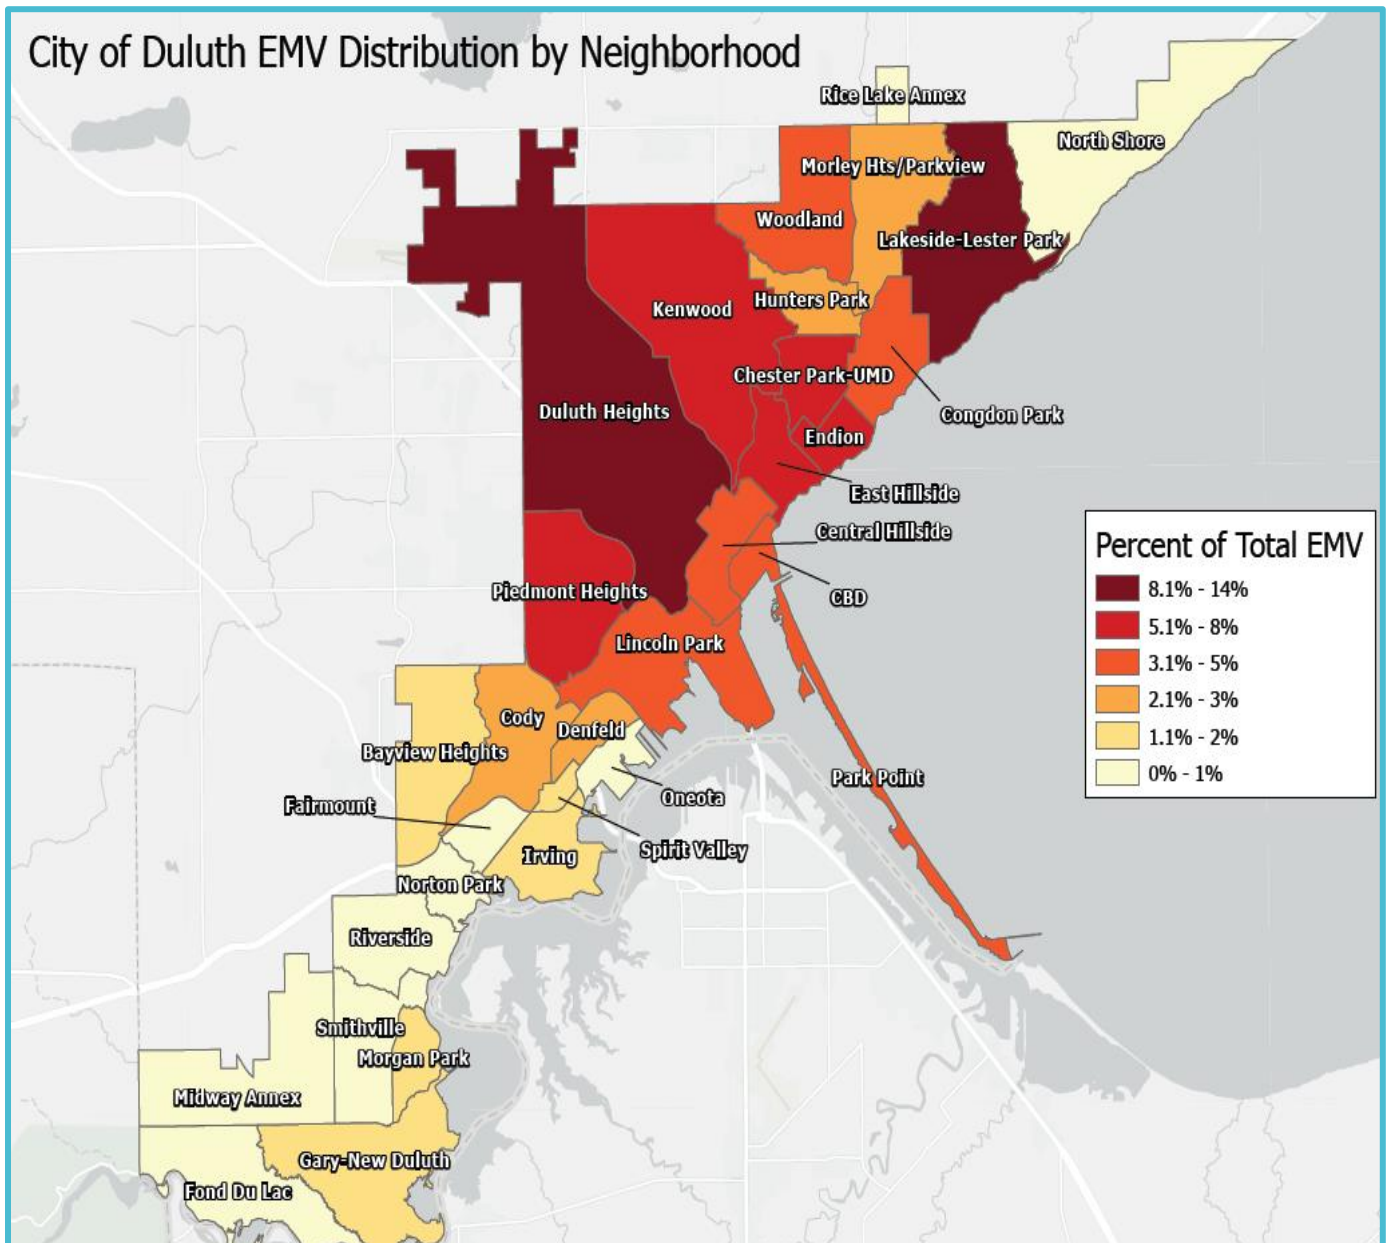 City of Duluth EMV Distribution by Neighborhood
Rice Lake Annex
North Shore
Morley Hts/Parkview
Woodland
Lakeside-Lester Park
Hunters Park
Kenwood
Chester Park-UMD
Duluth Heights
Congdon Park
Endion
East Hillside
Central Hillside
Piedmont Heights
CBD
Lincoln Park
Cody
Denfeld
Bayview Heights
Park Point
Oneota
Fairmount
Spirit Valley
Irving
Norton Park
Riverside
Smithville
Morgan Park
Midway Annex
Gary-New Duluth
Fond Du Lac
Percent of Total EMV
8.1% - 14%
5.1% - 8%
3.1% - 5%
2.1% - 3%
1.1% - 2%
0% - 1%